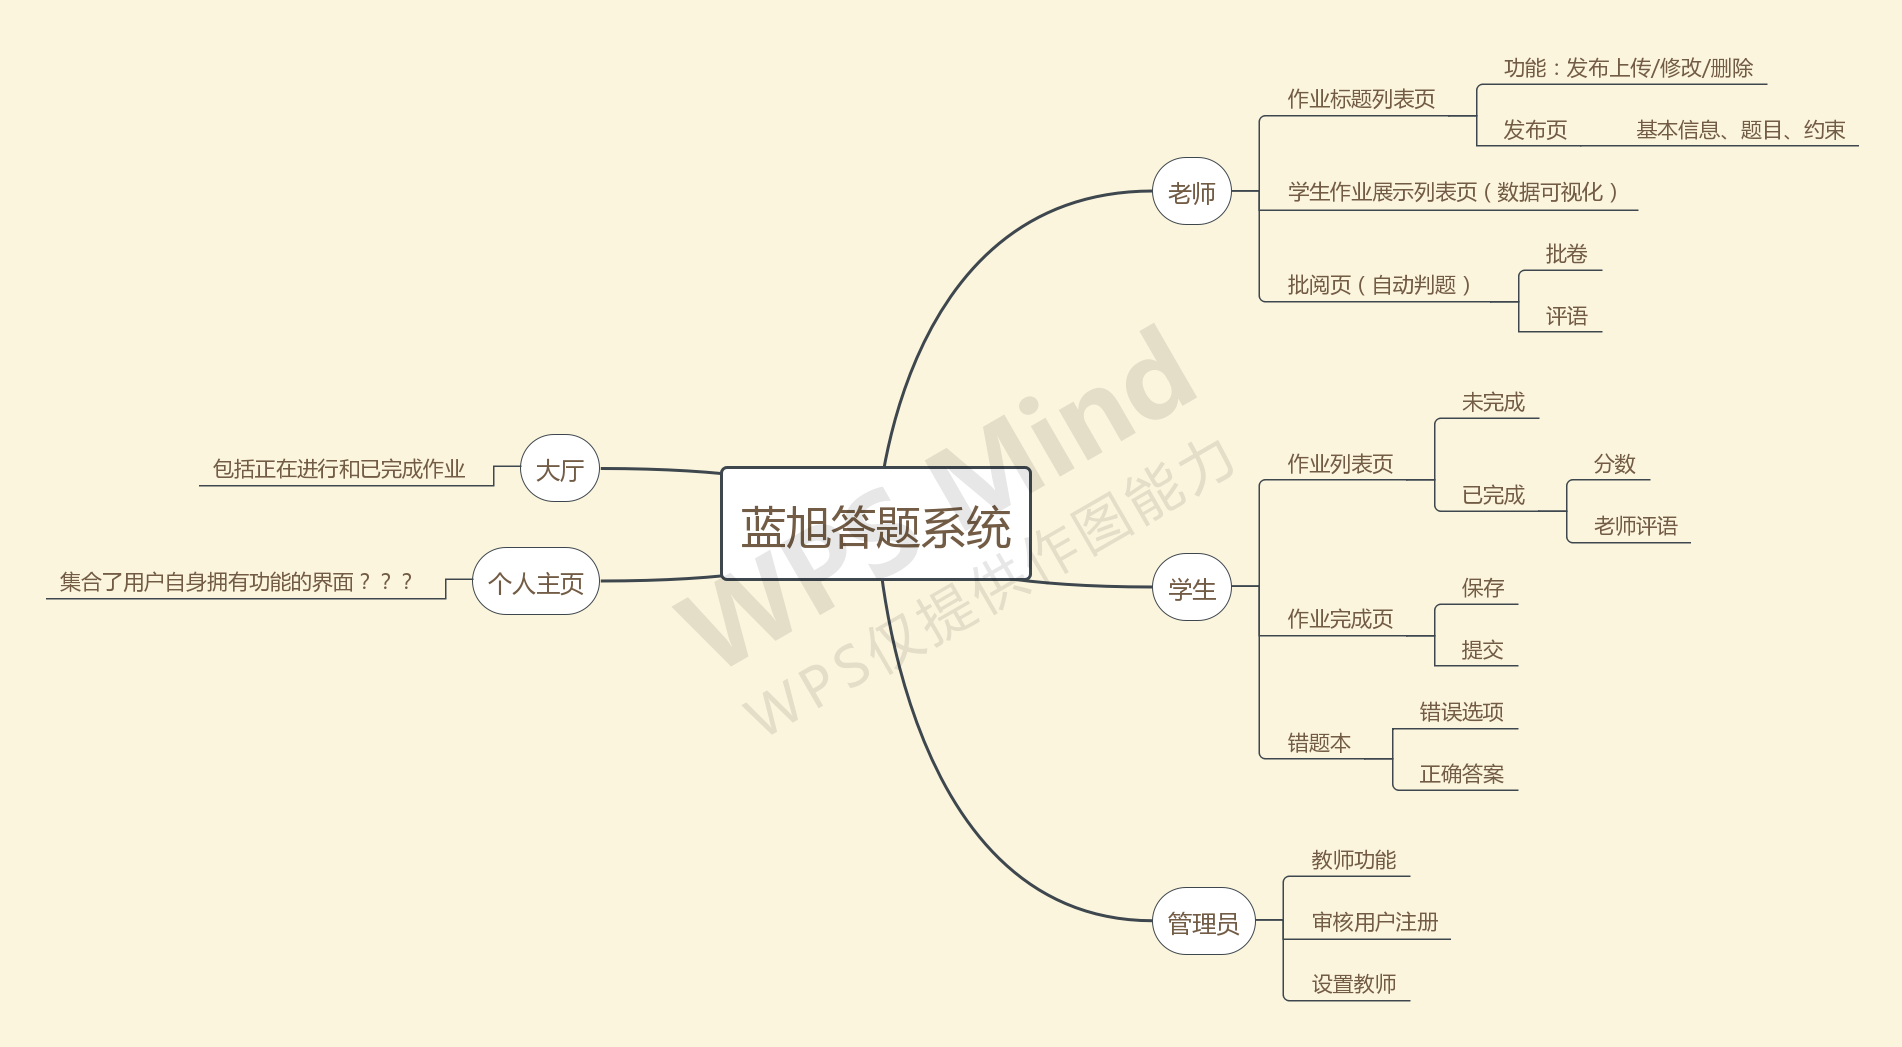 蓝旭答题系统
老师
作业标题列表页
功能：发布上传/修改/删除
发布页
基本信息、题目、约束
学生作业展示列表页（数据可视化）
批阅页（自动判题）
批卷
评语
学生
作业列表页
未完成
已完成
分数
老师评语
作业完成页
保存
提交
错题本
错误选项
正确答案
管理员
教师功能
审核用户注册
设置教师
大厅
包括正在进行和已完成作业
个人主页
集合了用户自身拥有功能的界面？？？
WPS Mind
WPS仅提供作图能力